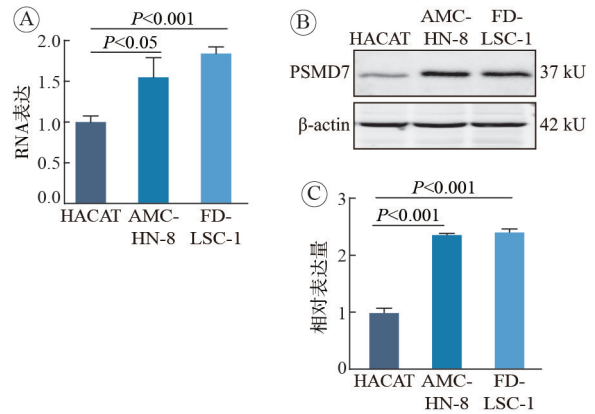 A
P<0.001
P<0.05
RNA表达
2.0
1.5
1.0
0.5
0.0
HACAT AMC-HN-8 FD-LSC-1
B
HACAT AMC-HN-8 FD-LSC-1
PSMD7 37 kU
β-actin 42 kU
C
P<0.001
P<0.001
相对表达量
3
2
1
0
HACAT AMC-HN-8 FD-LSC-1